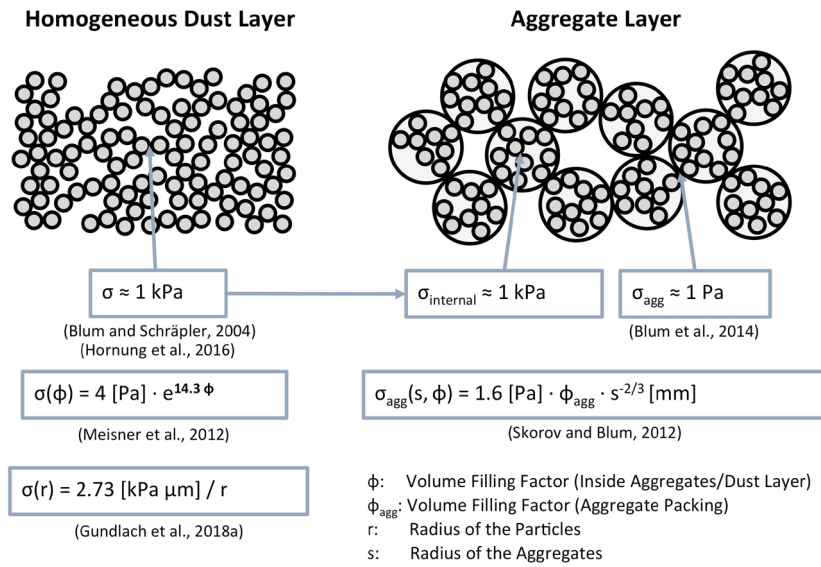 Homogeneous Dust Layer
Aggregate Layer
σ ≈ 1 kPa
σinternal ≈ 1 kPa
σagg ≈ 1 Pa
(Blum and Schräpler, 2004)
(Hornung et al., 2016)
(Blum et al., 2014)
σ(ϕ) = 4 [Pa] · e14.3 ϕ
(Meisner et al., 2012)
σagg(s, ϕ) = 1.6 [Pa] · ϕagg · s-2/3 [mm]
(Skorov and Blum, 2012)
σ(r) = 2.73 [kPa μm] / r
(Gundlach et al., 2018a)
ϕ: Volume Filling Factor (Inside Aggregates/Dust Layer)
ϕagg: Volume Filling Factor (Aggregate Packing)
r: Radius of the Particles
s: Radius of the Aggregates